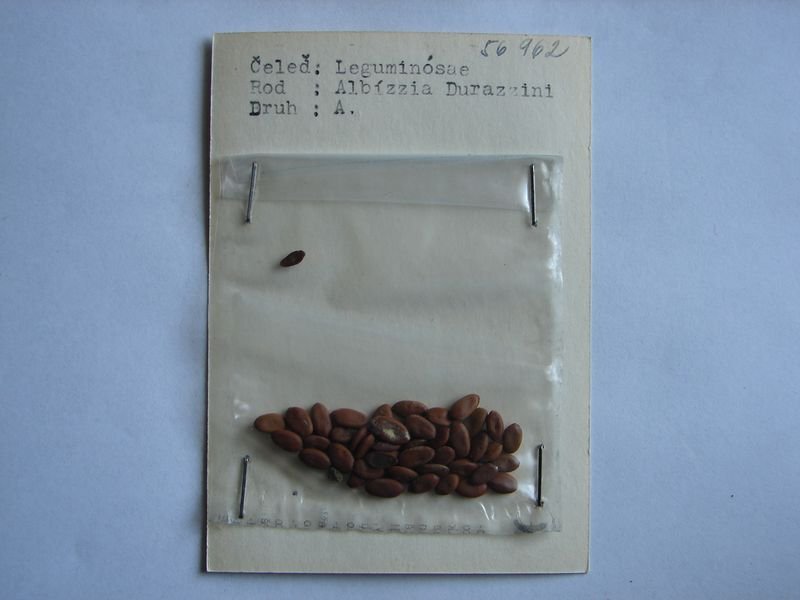 56 962
Čeleď; Leguminósae
Rod ; Albízzia Durazzini
Druh ; A.